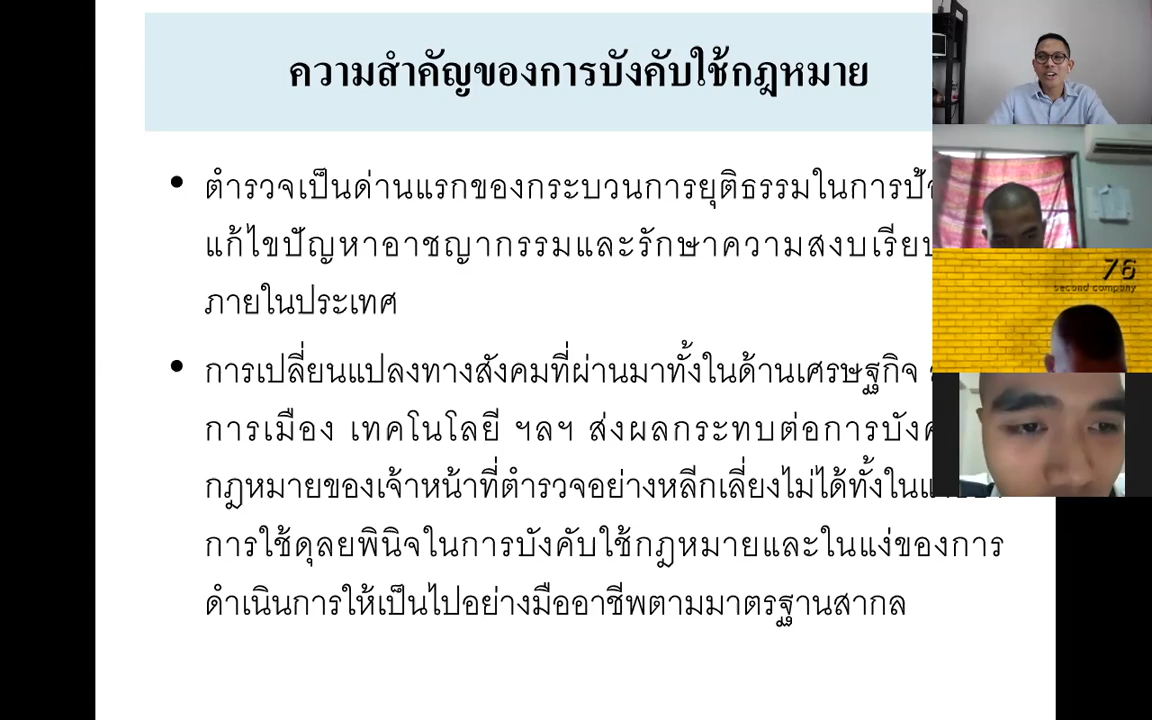 ความสำคัญของการบังคับใช้กฎหมาย
• ตำรวจเป็นด่านแรกของกระบวนการยุติธรรมในการ
แก้ไขปัญหาอาชญากรรมและรักษาความสงบ
ภายในประเทศ
• การเปลี่ยนแปลงทางสังคมที่ผ่านมาทั้งในด้านเศรษฐกิจ
การเมือง เทคโนโลยี ฯลฯ ส่งผลกระทบต่อการ
กฎหมายของเจ้าหน้าที่ตำรวจอย่างหลีกเลี่ยงไม่ได้ทั้งใน
การใช้ดุลยพินิจในการบังคับใช้กฎหมายและในแง่ของการ
ดำเนินการให้เป็นไปอย่างมืออาชีพตามมาตรฐานสากล
76
second company